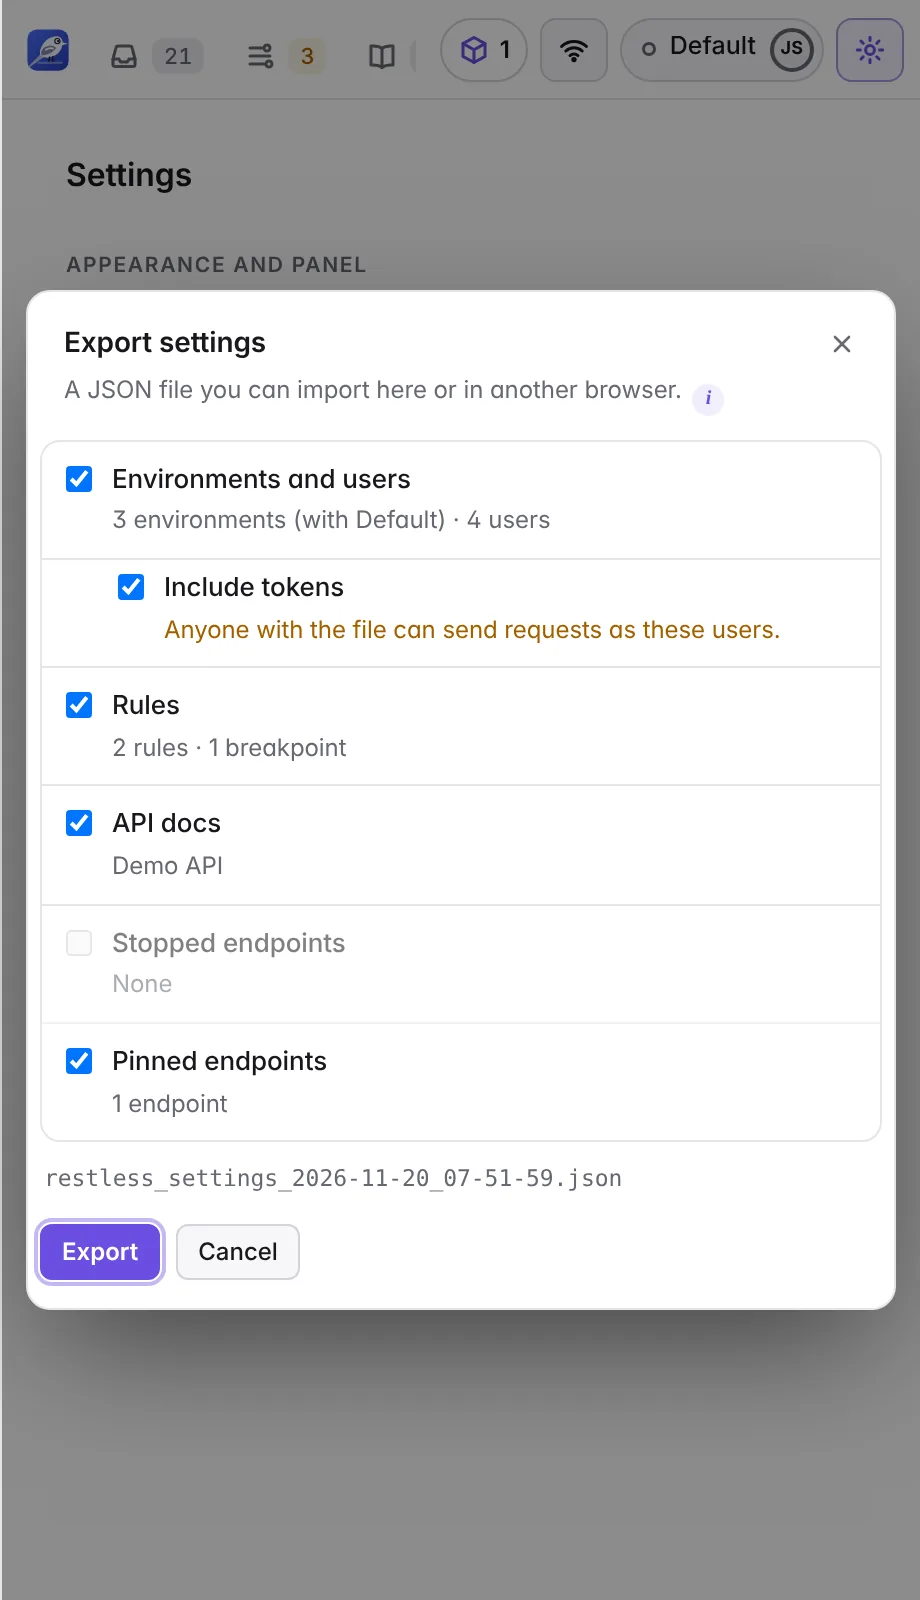 21
3
1
Default
JS
Settings
APPEARANCE AND PANEL
Export settings
A JSON file you can import here or in another browser.
i
Environments and users
3 environments (with Default) · 4 users
Include tokens
Anyone with the file can send requests as these users.
Rules
2 rules · 1 breakpoint
API docs
Demo API
Stopped endpoints
None
Pinned endpoints
1 endpoint
restless_settings_2026-11-20_07-51-59.json
Export
Cancel